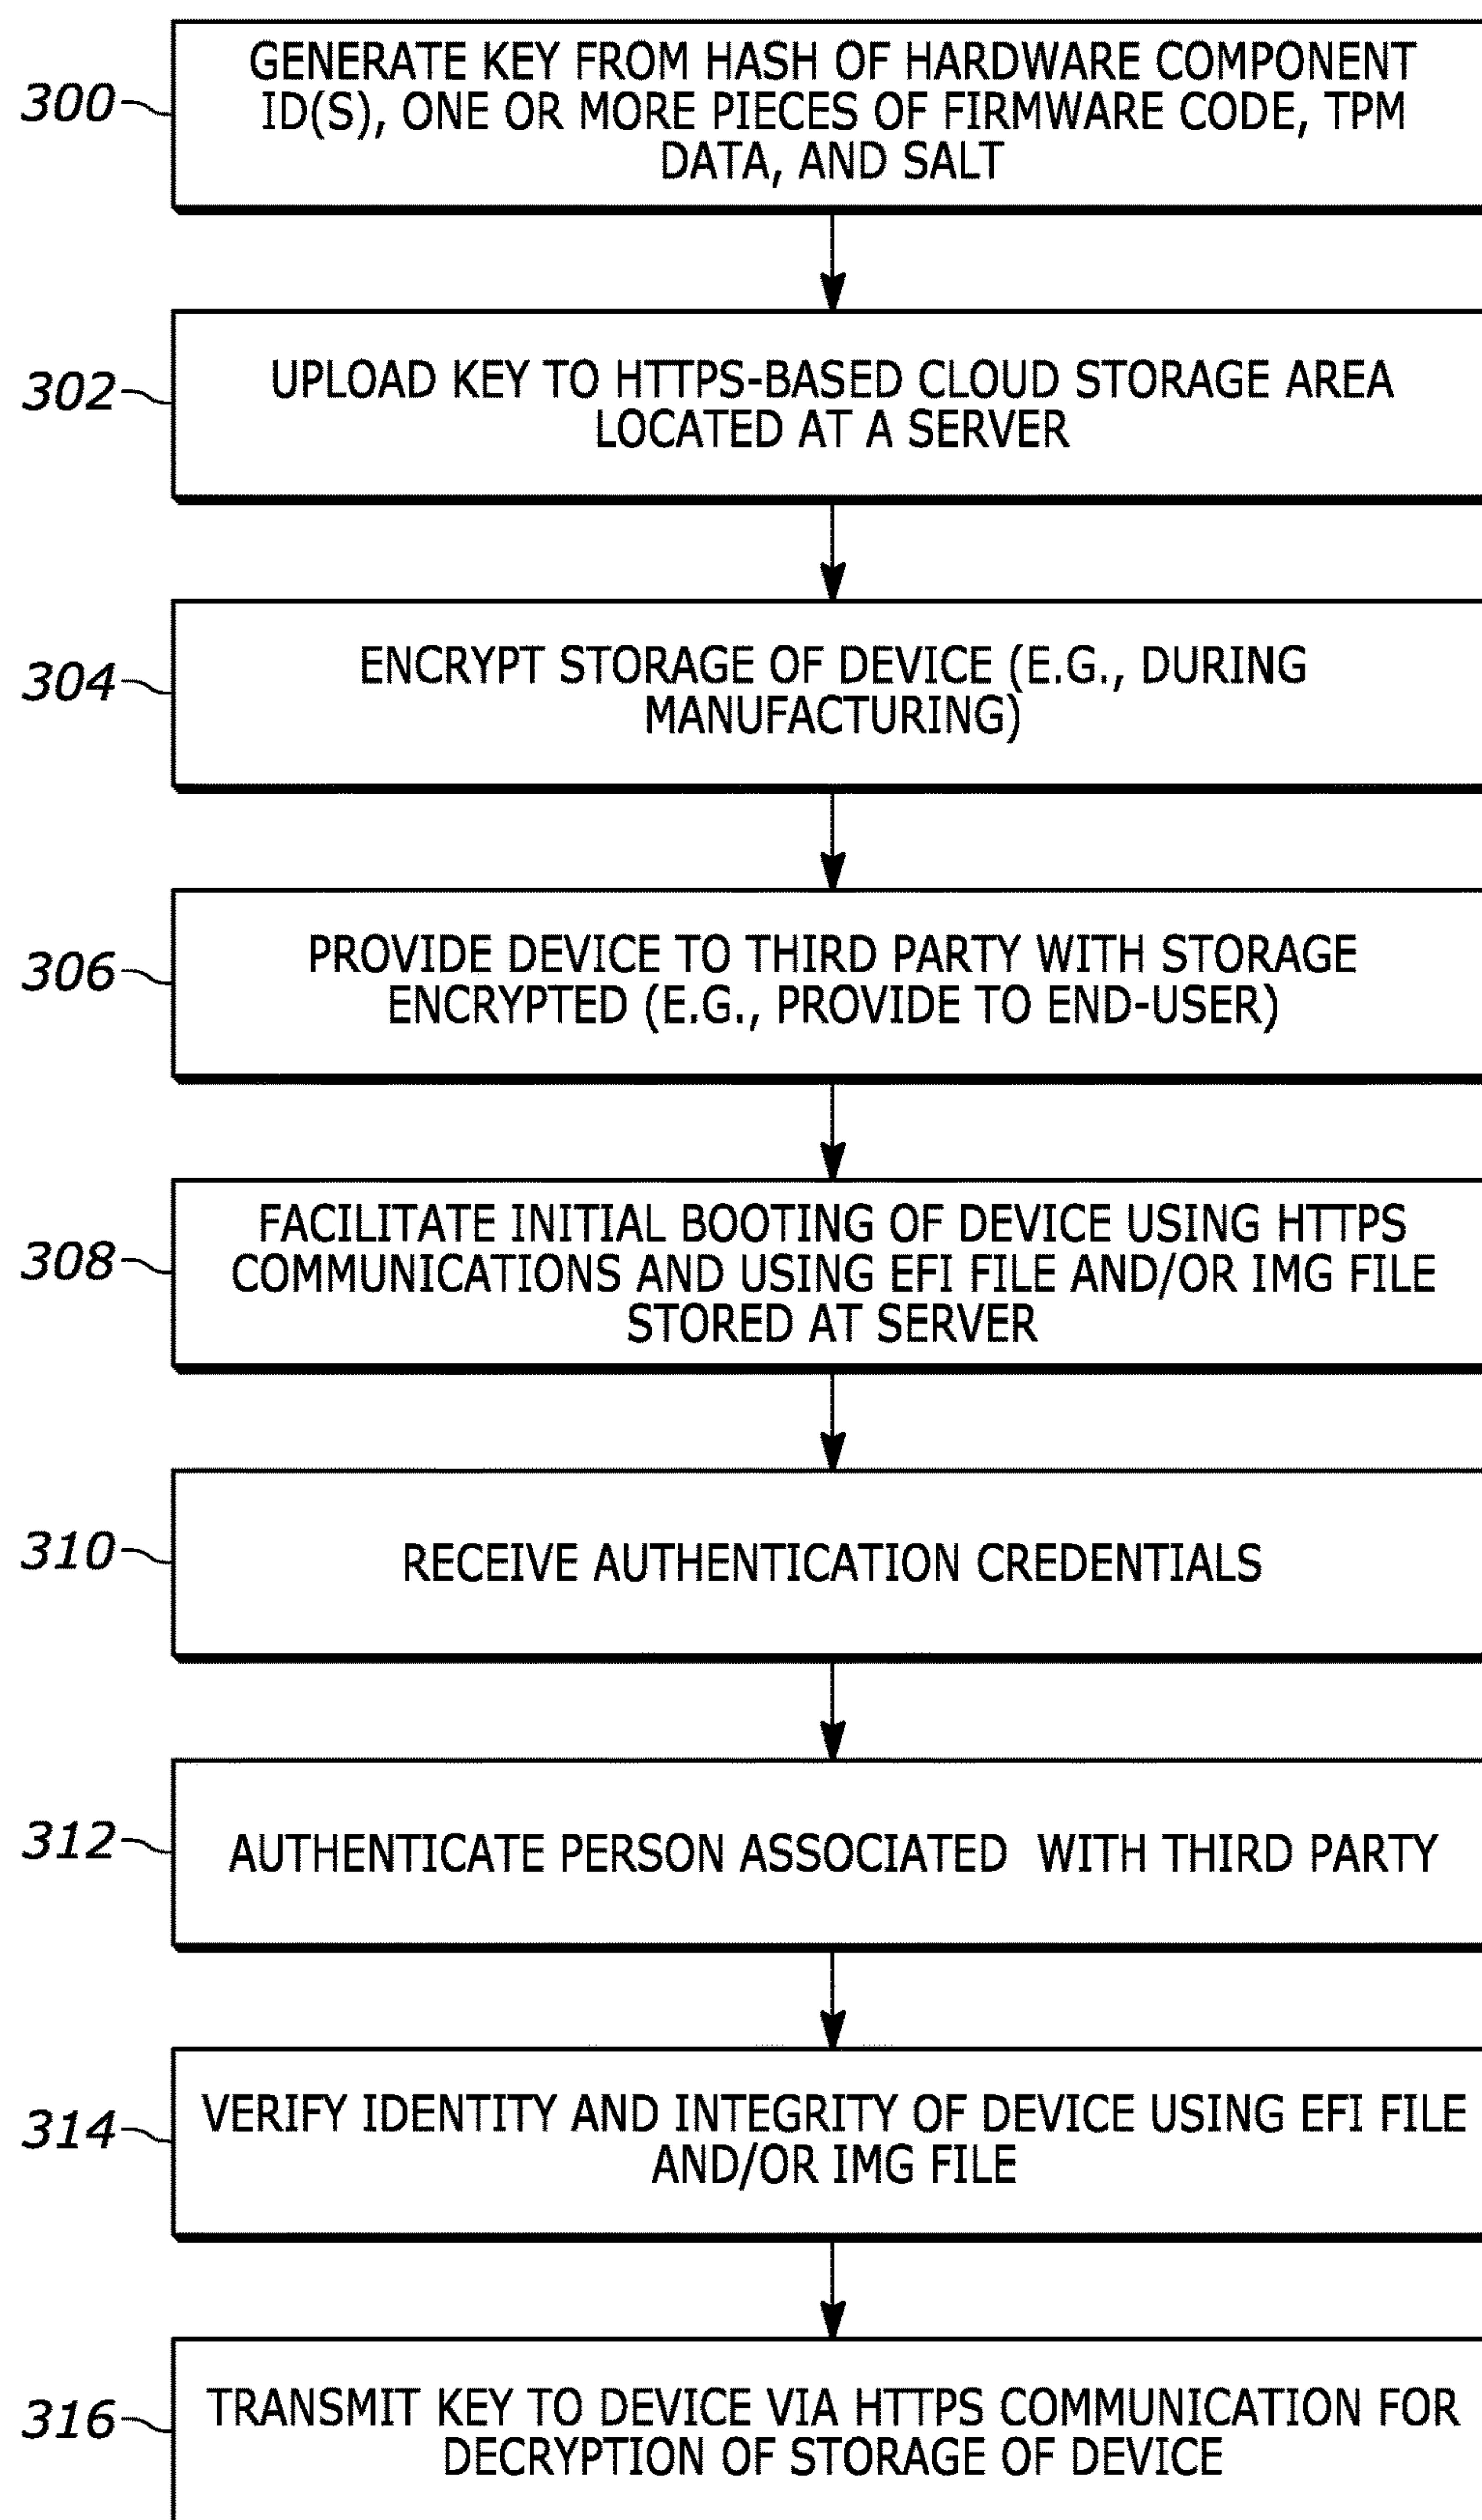 300
GENERATE KEY FROM HASH OF HARDWARE COMPONENT
ID(S), ONE OR MORE PIECES OF FIRMWARE CODE, TPM
DATA, AND SALT
302
UPLOAD KEY TO HTTPS-BASED CLOUD STORAGE AREA
LOCATED AT A SERVER
304
ENCRYPT STORAGE OF DEVICE (E.G., DURING
MANUFACTURING)
306
PROVIDE DEVICE TO THIRD PARTY WITH STORAGE
ENCRYPTED (E.G., PROVIDE TO END-USER)
308
FACILITATE INITIAL BOOTING OF DEVICE USING HTTPS
COMMUNICATIONS AND USING EFI FILE AND/OR IMG FILE
STORED AT SERVER
310
RECEIVE AUTHENTICATION CREDENTIALS
312
AUTHENTICATE PERSON ASSOCIATED WITH THIRD PARTY
314
VERIFY IDENTITY AND INTEGRITY OF DEVICE USING EFI FILE
AND/OR IMG FILE
316
TRANSMIT KEY TO DEVICE VIA HTTPS COMMUNICATION FOR
DECRYPTION OF STORAGE OF DEVICE